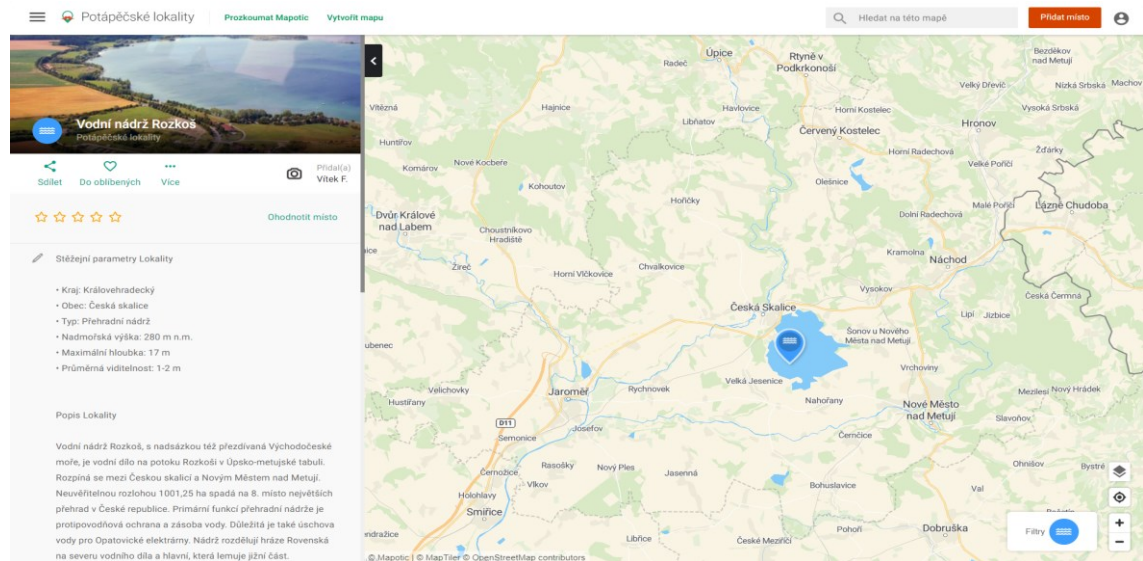 Potápěčské lokality
Prozkoumat Mapotic
Vytvořit mapu
Hledat na této mapě
Přidat místo
Vodní nádrž Rozkoš
Potápěčské lokality
Sdílet
Do oblíbených
Více
Přidal(a)
Vítek F.
Ohodnotit místo
Stěžejní parametry Lokality
• Kraj: Královehradecký
• Obec: Česká skalice
• Typ: Přehradní nádrž
• Nadmořská výška: 280 m n.m.
• Maximální hloubka: 17 m
• Průměrná viditelnost: 1-2 m
Popis Lokality
Vodní nádrž Rozkoš, s nadsázkou též přezdívaná Východočeské
moře, je vodní dílo na potoku Rozkoši v Úpsko-metujské tabuli.
Rozpíná se mezi Českou skalicí a Novým Městem nad Metují.
Neuvěřitelnou rozlohou 1001,25 ha spadá na 8. místo největších
přehrad v České republice. Primární funkcí přehradní nádrže je
protipovodňová ochrana a zásoba vody. Důležitá je také úschova
vody pro Opatovické elektrárny. Nádrž rozdělují hráze Rovenská
na severu vodního díla a hlavní, která lemuje jižní část.
Úpice
Radeč
Rtyně v
Podkrkonoší
Bezděkov
nad Metují
Velký Dřevíč
Nízká Srbská
Machov
Vítězná
Hajnice
Havlovice
Horní Kostelec
Vysoká Srbská
Libňatov
Hronov
Červený Kostelec
Huntířov
Žďárky
Horní Radechová
Nové Kocbeře
Velké Poříčí
Komárov
Kohoutov
Olešnice
Hořičky
Malé Poříčí
Lázně Chudoba
Dvůr Králové
nad Labem
Dolní Radechová
Choustníkovo
Hradiště
Kramolna
Náchod
Žireč
Horní Vlčkovice
Chvalkovice
Vysokov
Česká Čermná
Česká Skalice
Lipí
Jizbice
Šonov u Nového
Města nad Metují
ubenec
Vrchoviny
Velká Jesenice
Velichovky
Jaroměř
Rychnovek
Nahořany
Mezilesí
Nový Hrádek
Hustířany
Nové Město
nad Metují
Slavoňov
D11
Josefov
Semonice
Černčice
Rasošky
Nový Ples
Jasenná
Ohnišov
Bystré
Černožice
Vlkov
Bohuslavice
Val
Holohlavy
Smiřice
Pohoří
Dobruška
Libřice
České Meziříčí
Filtry
+
−
© Mapotic | © MapTiler © OpenStreetMap contributors